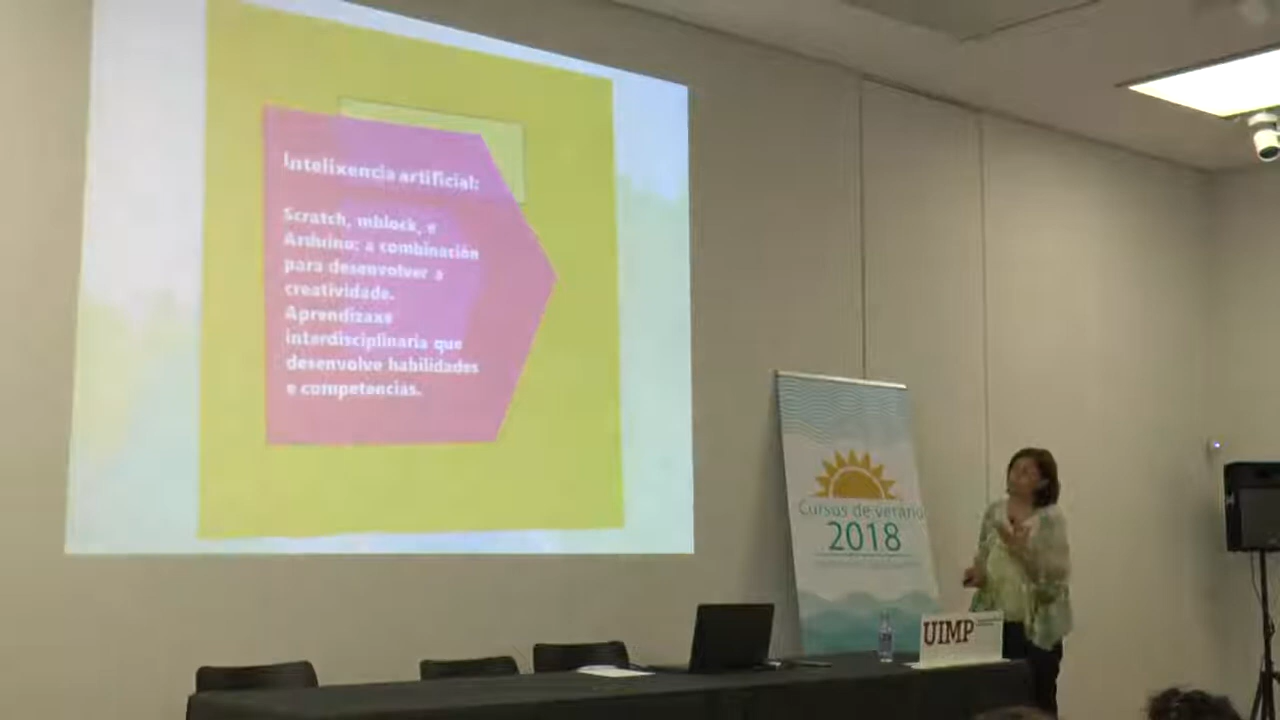 Intelixencia artificial:
Scratch, mblock, e
Arduino: a combinación
para desenvolver a
creatividade.
Aprendizaxe
interdisciplinaria que
desenvolve habilidades
e competencias.
Cursos de verano
2018
UIMP